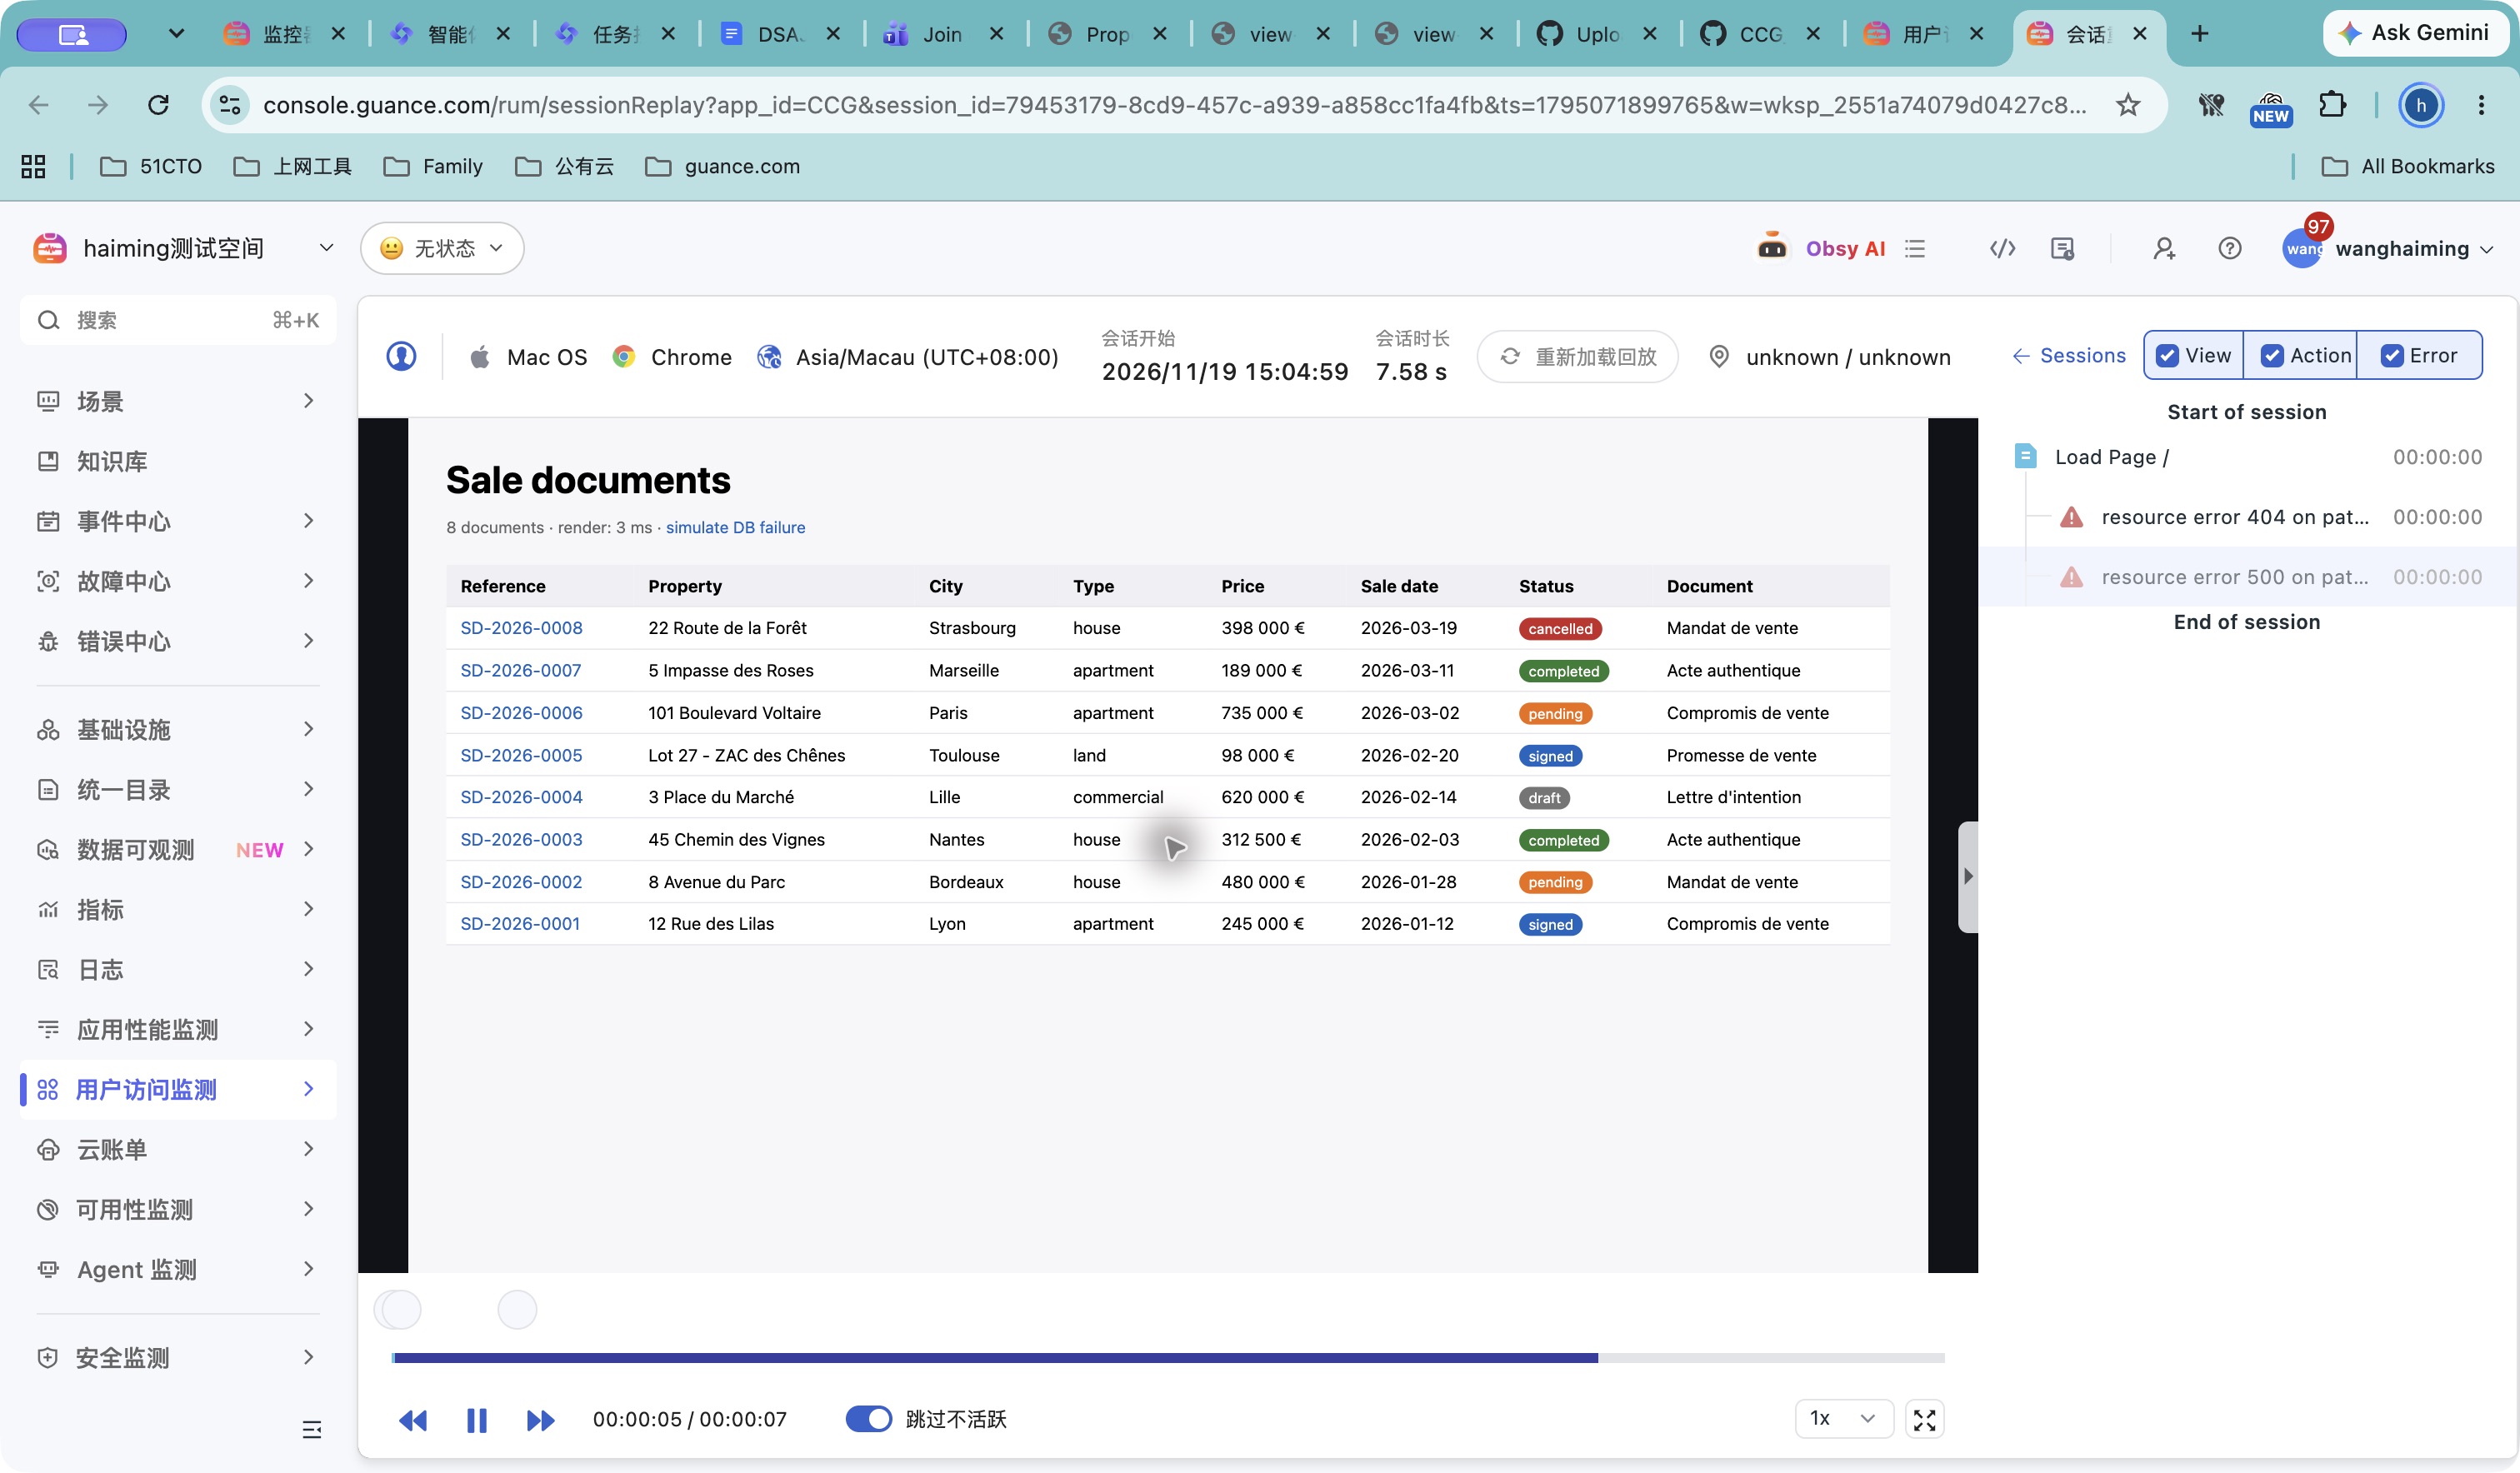 监控 智能 任务 DSA Join Prop view view Uplo CCG 用户 会话 Ask Gemini
console.guance.com/rum/sessionReplay?app_id=CCG&session_id=79453179-8cd9-457c-a939-a858cc1fa4fb&ts=1795071899765&w=wksp_2551a74079d0427c8... NEW h
51CTO 上网工具 Family 公有云 guance.com All Bookmarks
haiming测试空间 无状态 Obsy AI 97 wang wanghaiming
搜索 ⌘+K
场景
知识库
事件中心
故障中心
错误中心
基础设施
统一目录
数据可观测 NEW
指标
日志
应用性能监测
用户访问监测
云账单
可用性监测
Agent 监测
安全监测
Mac OS Chrome Asia/Macau (UTC+08:00)
会话开始
2026/11/19 15:04:59
会话时长
7.58 s
重新加载回放
unknown / unknown
Sale documents
8 documents · render: 3 ms · simulate DB failure
Reference Property City Type Price Sale date Status Document
SD-2026-0008 22 Route de la Forêt Strasbourg house 398 000 € 2026-03-19 cancelled Mandat de vente
SD-2026-0007 5 Impasse des Roses Marseille apartment 189 000 € 2026-03-11 completed Acte authentique
SD-2026-0006 101 Boulevard Voltaire Paris apartment 735 000 € 2026-03-02 pending Compromis de vente
SD-2026-0005 Lot 27 - ZAC des Chênes Toulouse land 98 000 € 2026-02-20 signed Promesse de vente
SD-2026-0004 3 Place du Marché Lille commercial 620 000 € 2026-02-14 draft Lettre d'intention
SD-2026-0003 45 Chemin des Vignes Nantes house 312 500 € 2026-02-03 completed Acte authentique
SD-2026-0002 8 Avenue du Parc Bordeaux house 480 000 € 2026-01-28 pending Mandat de vente
SD-2026-0001 12 Rue des Lilas Lyon apartment 245 000 € 2026-01-12 signed Compromis de vente
00:00:05 / 00:00:07 跳过不活跃 1x
← Sessions View Action Error
Start of session
Load Page / 00:00:00
resource error 404 on pat... 00:00:00
resource error 500 on pat... 00:00:00
End of session